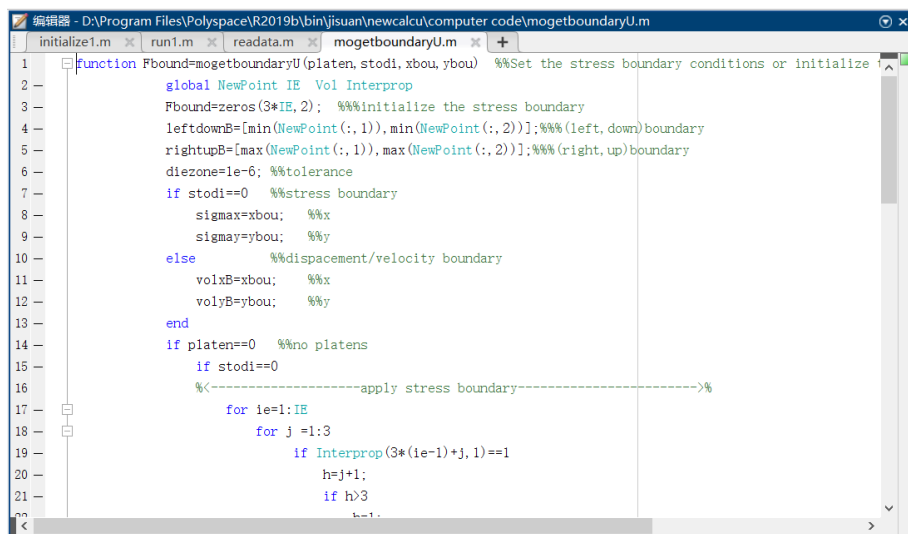 编辑器 - D:\Program Files\Polyspace\R2019b\bin\jisuan\newcalcu\computer code\mogetboundaryU.m
initialize1.m × run1.m × readata.m × mogetboundaryU.m × +
1 function Fbound=mogetboundaryU(platen,stodi,xbou,ybou) %%Set the stress boundary conditions or initialize
2 — global NewPoint IE Vol Interprop
3 — Fbound=zeros(3*IE,2); %%%initialize the stress boundary
4 — leftdownB=[min(NewPoint(:,1)),min(NewPoint(:,2))];%%%(left,down)boundary
5 — rightupB=[max(NewPoint(:,1)),max(NewPoint(:,2))];%%%(right,up)boundary
6 — diezone=1e-6; %%tolerance
7 — if stodi==0 %%stress boundary
8 — sigmax=xbou; %%x
9 — sigmay=ybou; %%y
10 — else %%dispacement/velocity boundary
11 — volxB=xbou; %%x
12 — volyB=ybou; %%y
13 — end
14 — if platen==0 %%no platens
15 — if stodi==0
16 %<--------------------apply stress boundary------------------------>%
17 — for ie=1:IE
18 — for j =1:3
19 — if Interprop(3*(ie-1)+j,1)==1
20 — h=j+1;
21 — if h>3